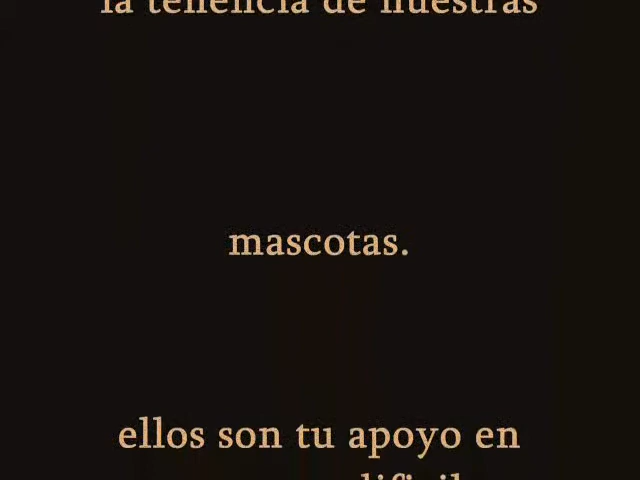 la tenencia de nuestras
mascotas.
ellos son tu apoyo en